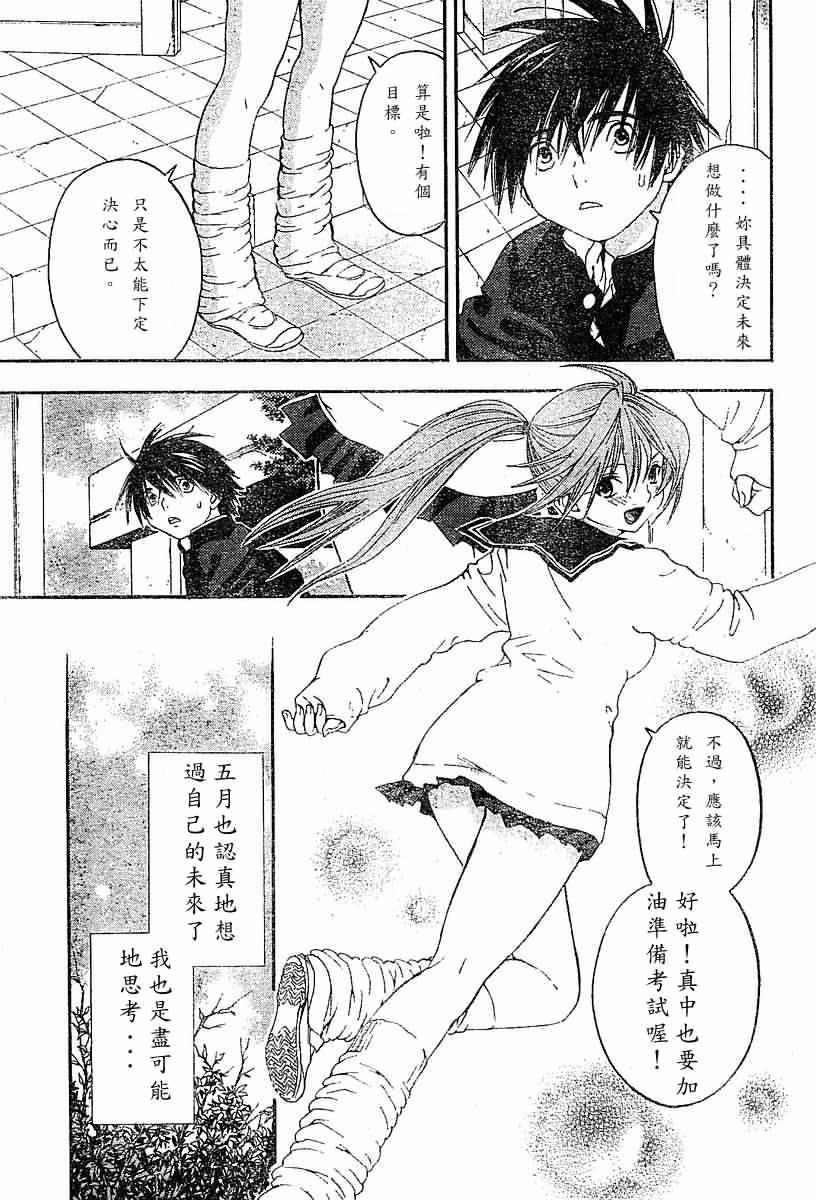 ．．．．妳具體決定未來
想做什麼了嗎？
算是啦！有個
目標。
只是不太能下定
決心而已。
不過，應該馬上
就能決定了！
好啦！真中也要加
油準備考試喔！
五月也認真地想
過自己的未來了
我也是盡可能
地思考．．．